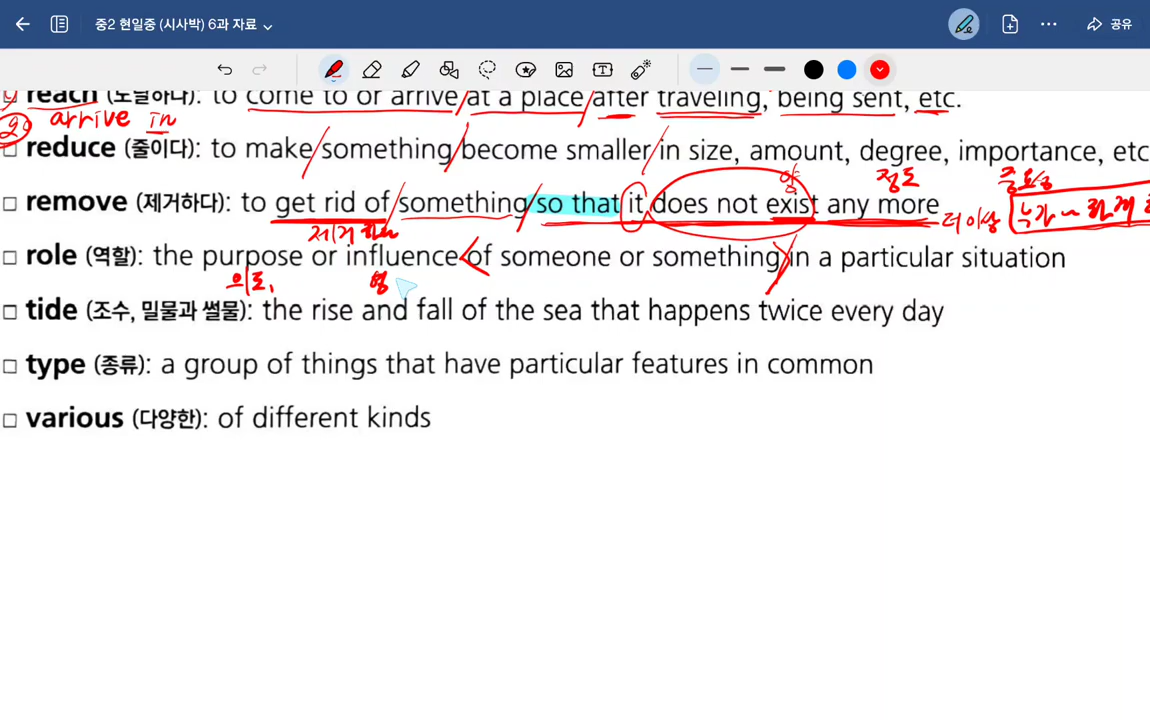 중2 현일중 (시사박) 6과 자료
공유
reach (도달하다): to come to or arrive at a place after traveling, being sent, etc.
arrive in
reduce (줄이다): to make something become smaller in size, amount, degree, importance, etc
정도
중요성
remove (제거하다): to get rid of something so that it does not exist any more
제거하다
더이상
role (역할): the purpose or influence of someone or something in a particular situation
의도,
영
tide (조수, 밀물과 썰물): the rise and fall of the sea that happens twice every day
type (종류): a group of things that have particular features in common
various (다양한): of different kinds